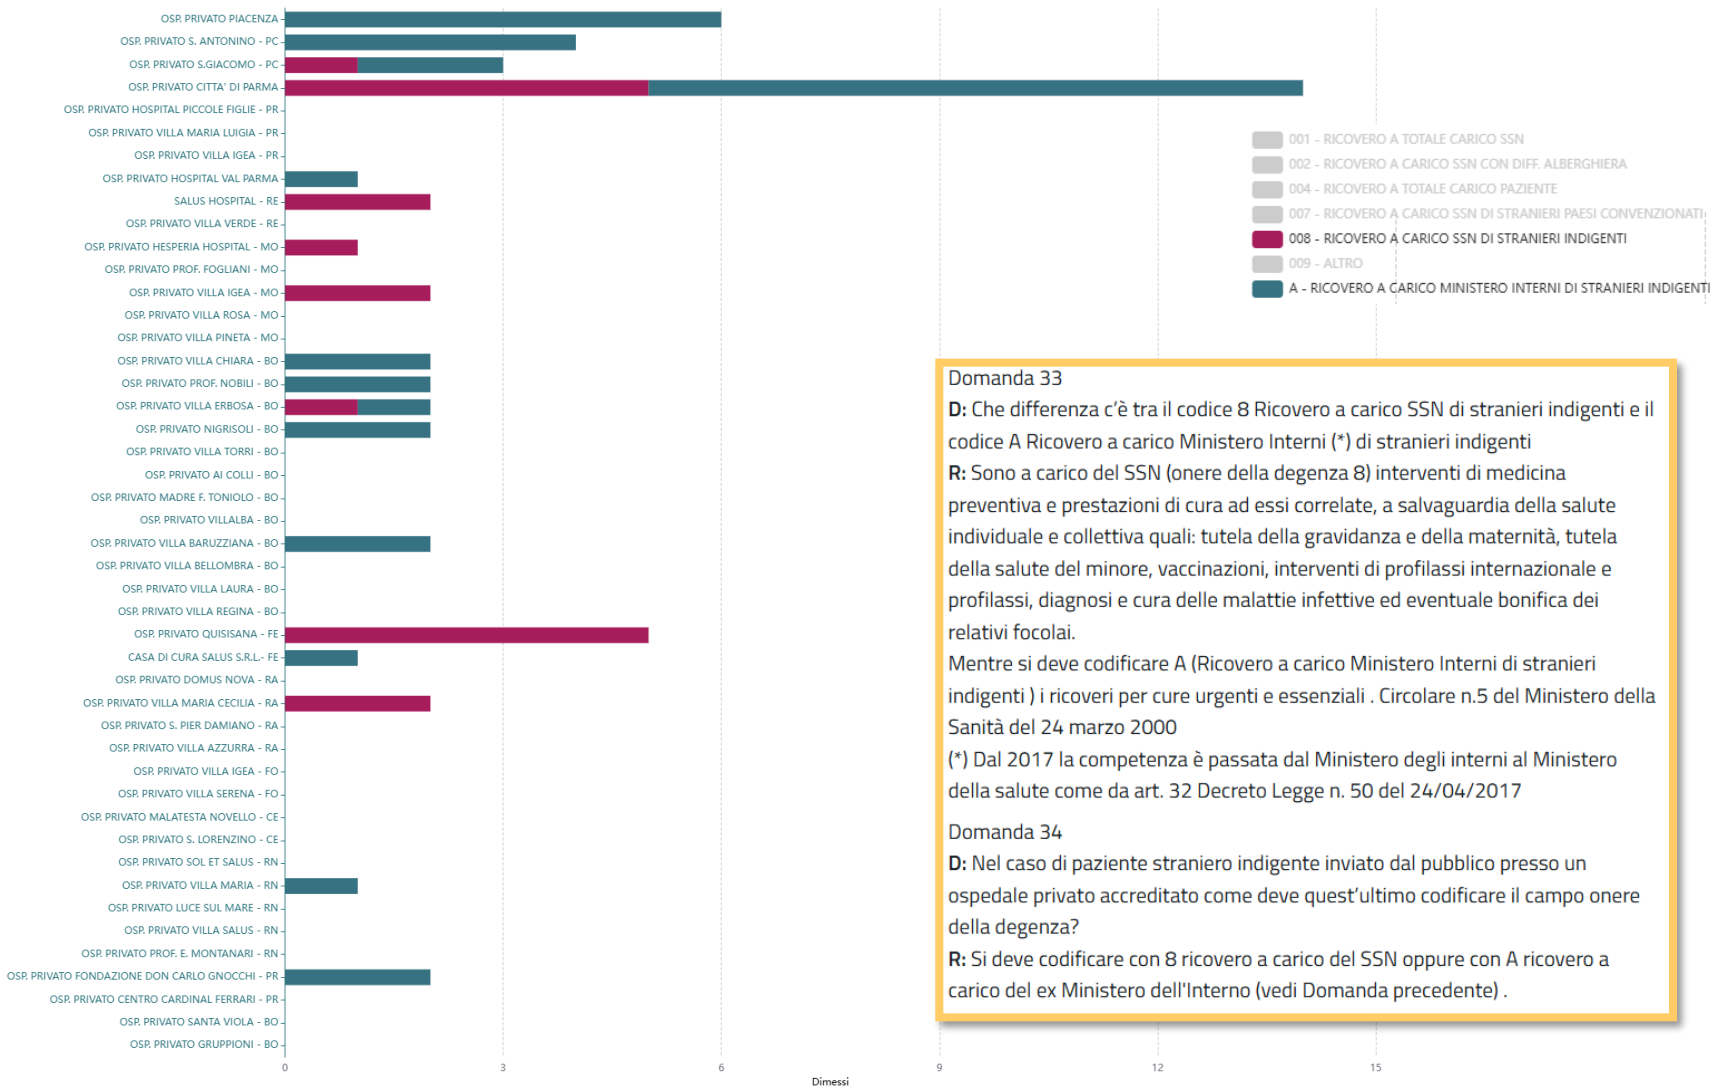 OSP. PRIVATO PIACENZA
OSP. PRIVATO S. ANTONINO - PC
OSP. PRIVATO S.GIACOMO - PC
OSP. PRIVATO CITTA' DI PARMA
OSP. PRIVATO HOSPITAL PICCOLE FIGLIE - PR
OSP. PRIVATO VILLA MARIA LUIGIA - PR
OSP. PRIVATO VILLA IGEA - PR
OSP. PRIVATO HOSPITAL VAL PARMA
SALUS HOSPITAL - RE
OSP. PRIVATO VILLA VERDE - RE
OSP. PRIVATO HESPERIA HOSPITAL - MO
OSP. PRIVATO PROF. FOGLIANI - MO
OSP. PRIVATO VILLA IGEA - MO
OSP. PRIVATO VILLA ROSA - MO
OSP. PRIVATO VILLA PINETA - MO
OSP. PRIVATO VILLA CHIARA - BO
OSP. PRIVATO PROF. NOBILI - BO
OSP. PRIVATO VILLA ERBOSA - BO
OSP. PRIVATO NIGRISOLI - BO
OSP. PRIVATO VILLA TORRI - BO
OSP. PRIVATO AI COLLI - BO
OSP. PRIVATO MADRE F. TONIOLO - BO
OSP. PRIVATO VILLALBA - BO
OSP. PRIVATO VILLA BARUZZIANA - BO
OSP. PRIVATO VILLA BELLOMBRA - BO
OSP. PRIVATO VILLA LAURA - BO
OSP. PRIVATO VILLA REGINA - BO
OSP. PRIVATO QUISISANA - FE
CASA DI CURA SALUS S.R.L.- FE
OSP. PRIVATO DOMUS NOVA - RA
OSP. PRIVATO VILLA MARIA CECILIA - RA
OSP. PRIVATO S. PIER DAMIANO - RA
OSP. PRIVATO VILLA AZZURRA - RA
OSP. PRIVATO VILLA IGEA - FO
OSP. PRIVATO VILLA SERENA - FO
OSP. PRIVATO MALATESTA NOVELLO - CE
OSP. PRIVATO S. LORENZINO - CE
OSP. PRIVATO SOL ET SALUS - RN
OSP. PRIVATO VILLA MARIA - RN
OSP. PRIVATO LUCE SUL MARE - RN
OSP. PRIVATO VILLA SALUS - RN
OSP. PRIVATO PROF. E. MONTANARI - RN
OSP. PRIVATO FONDAZIONE DON CARLO GNOCCHI - PR
OSP. PRIVATO CENTRO CARDINAL FERRARI - PR
OSP. PRIVATO SANTA VIOLA - BO
OSP. PRIVATO GRUPPIONI - BO
0 3 6 9 12 15
Dimessi
001 - RICOVERO A TOTALE CARICO SSN
002 - RICOVERO A CARICO SSN CON DIFF. ALBERGHIERA
004 - RICOVERO A TOTALE CARICO PAZIENTE
007 - RICOVERO A CARICO SSN DI STRANIERI PAESI CONVENZIONATI
008 - RICOVERO A CARICO SSN DI STRANIERI INDIGENTI
009 - ALTRO
A - RICOVERO A CARICO MINISTERO INTERNI DI STRANIERI INDIGENTI
Domanda 33
D: Che differenza c'è tra il codice 8 Ricovero a carico SSN di stranieri indigenti e il
codice A Ricovero a carico Ministero Interni (*) di stranieri indigenti
R: Sono a carico del SSN (onere della degenza 8) interventi di medicina
preventiva e prestazioni di cura ad essi correlate, a salvaguardia della salute
individuale e collettiva quali: tutela della gravidanza e della maternità, tutela
della salute del minore, vaccinazioni, interventi di profilassi internazionale e
profilassi, diagnosi e cura delle malattie infettive ed eventuale bonifica dei
relativi focolai.
Mentre si deve codificare A (Ricovero a carico Ministero Interni di stranieri
indigenti ) i ricoveri per cure urgenti e essenziali . Circolare n.5 del Ministero della
Sanità del 24 marzo 2000
(*) Dal 2017 la competenza è passata dal Ministero degli interni al Ministero
della salute come da art. 32 Decreto Legge n. 50 del 24/04/2017
Domanda 34
D: Nel caso di paziente straniero indigente inviato dal pubblico presso un
ospedale privato accreditato come deve quest'ultimo codificare il campo onere
della degenza?
R: Si deve codificare con 8 ricovero a carico del SSN oppure con A ricovero a
carico del ex Ministero dell'Interno (vedi Domanda precedente) .